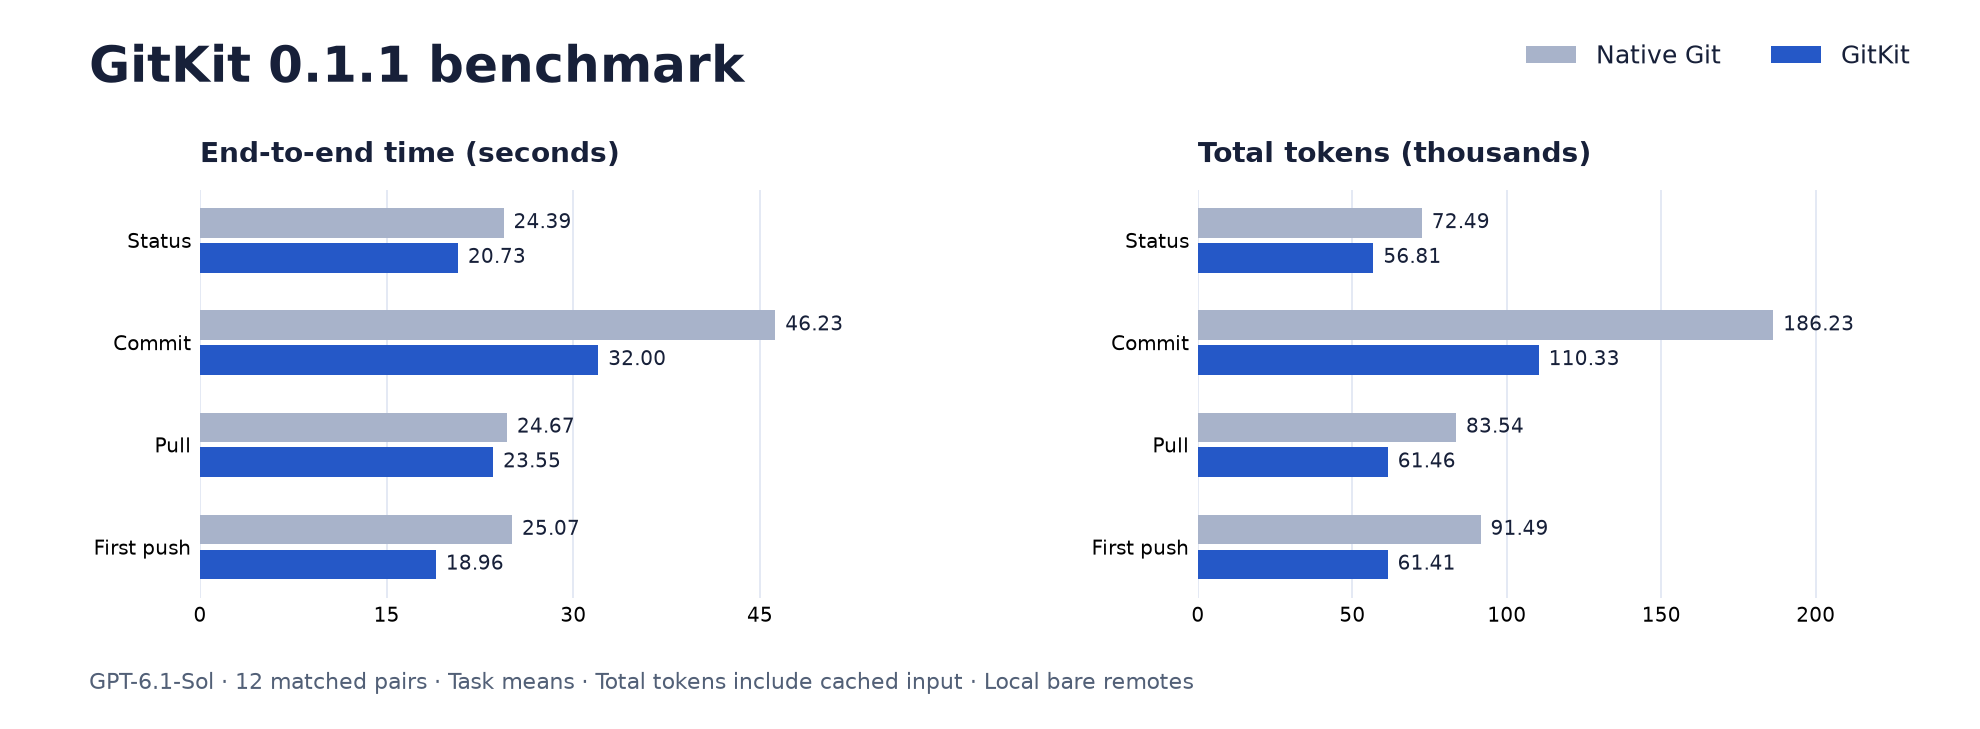 GitKit 0.1.1 benchmark
Native Git
GitKit
End-to-end time (seconds)
Status
24.39
20.73
Commit
46.23
32.00
Pull
24.67
23.55
First push
25.07
18.96
0 15 30 45
Total tokens (thousands)
Status
72.49
56.81
Commit
186.23
110.33
Pull
83.54
61.46
First push
91.49
61.41
0 50 100 150 200
GPT-6.1-Sol · 12 matched pairs · Task means · Total tokens include cached input · Local bare remotes